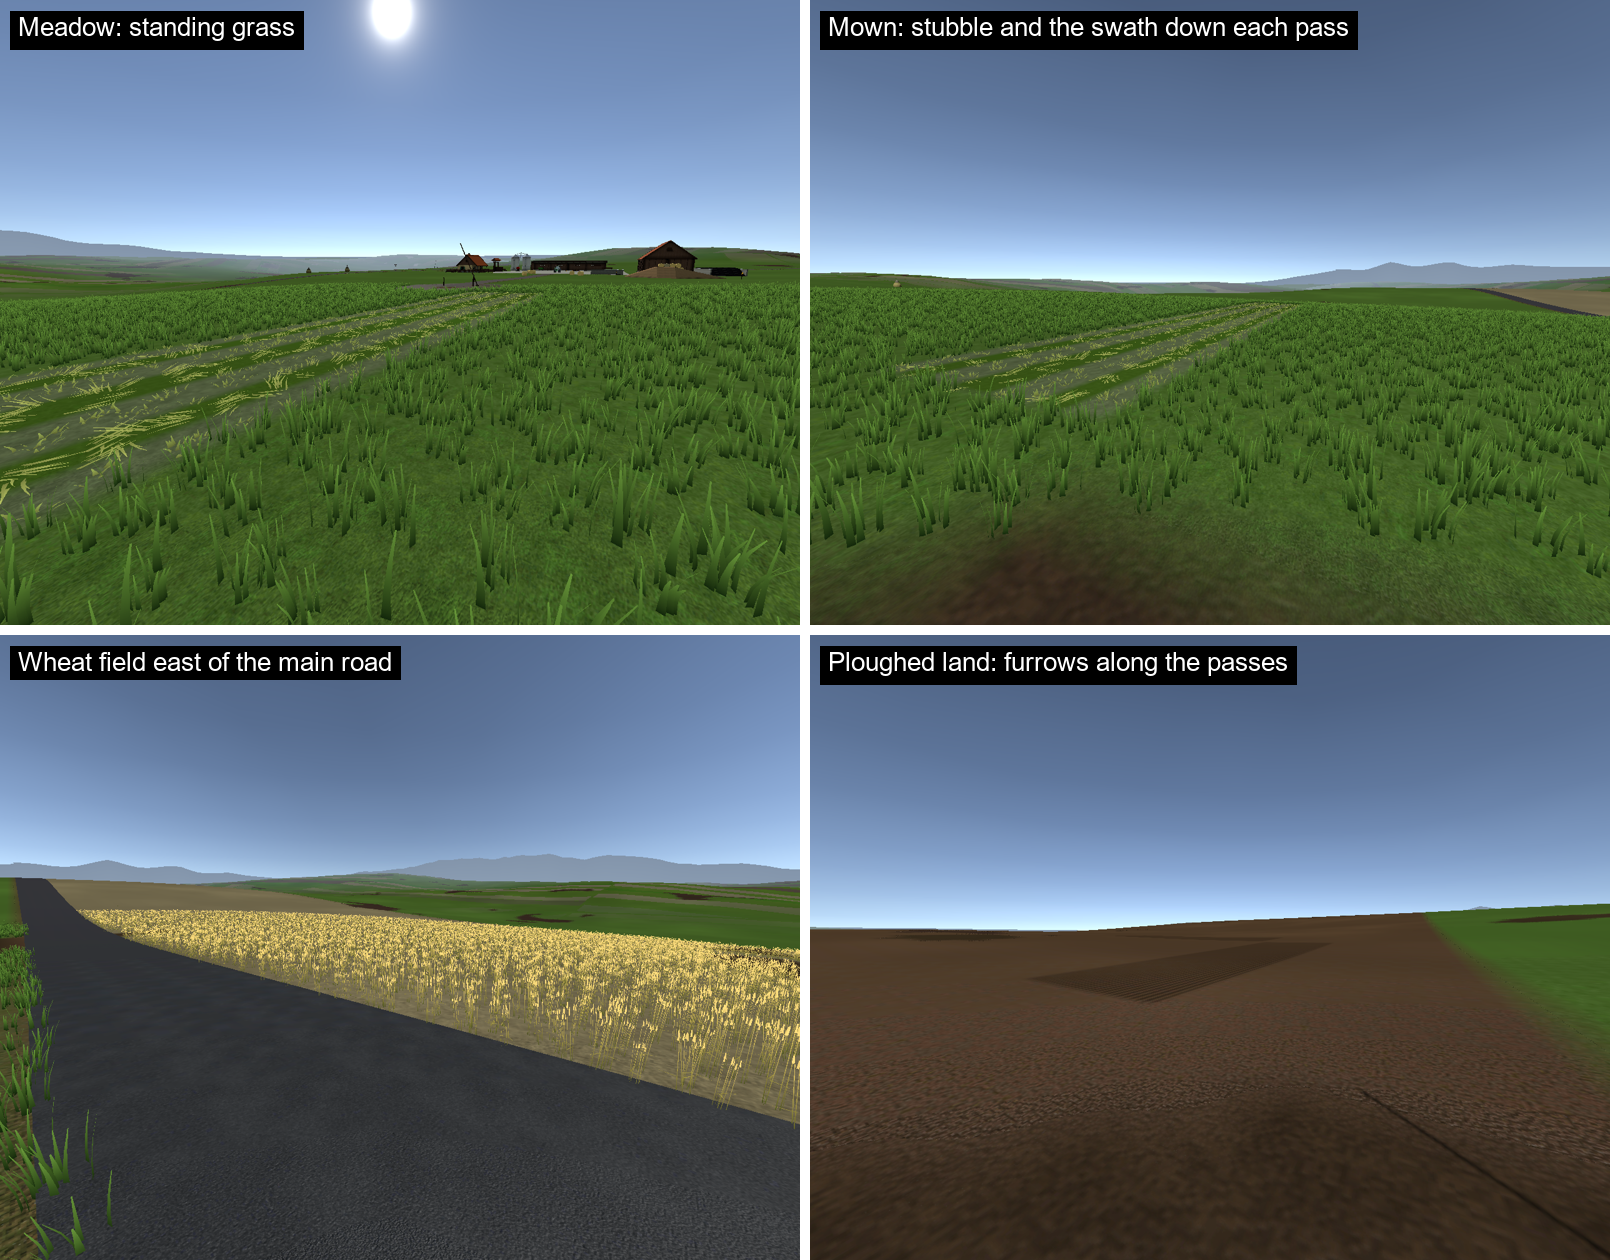 Meadow: standing grass
Mown: stubble and the swath down each pass
Wheat field east of the main road
Ploughed land: furrows along the passes